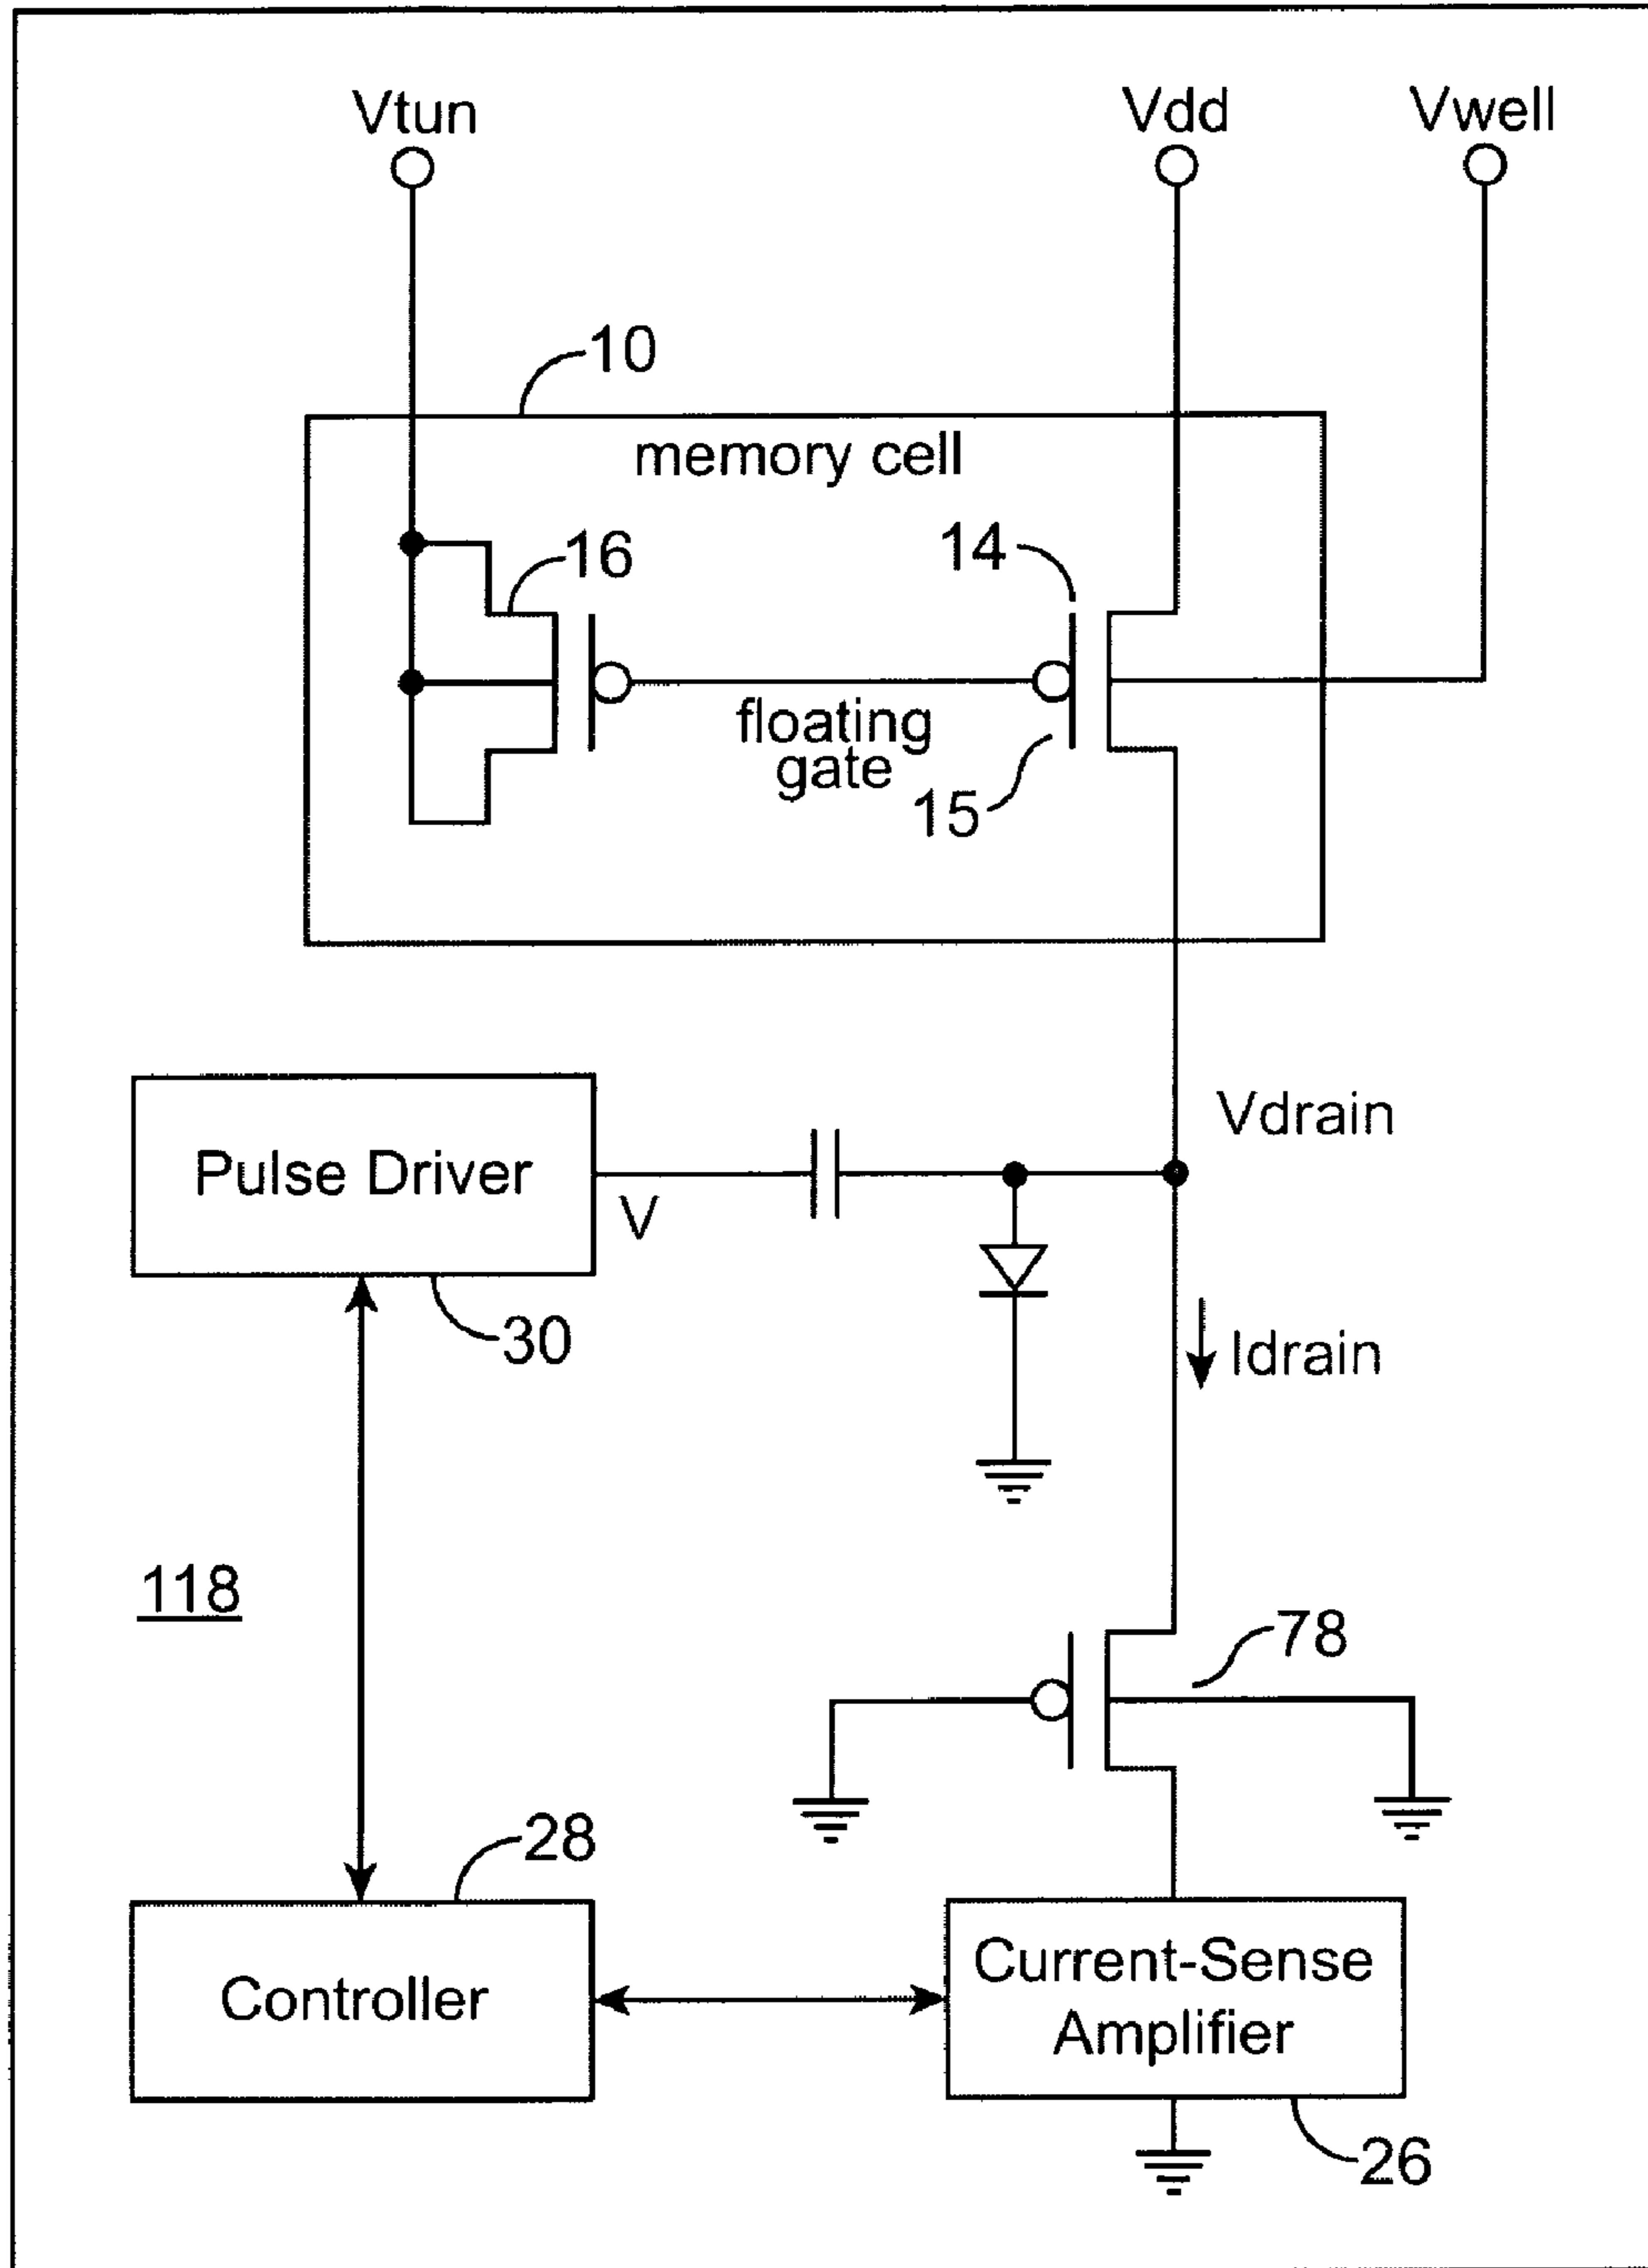 Vtun
Vdd
Vwell
10
memory cell
16
14
floating
gate
15
Vdrain
Pulse Driver
V
30
Idrain
118
78
28
Controller
Current-Sense
Amplifier
26